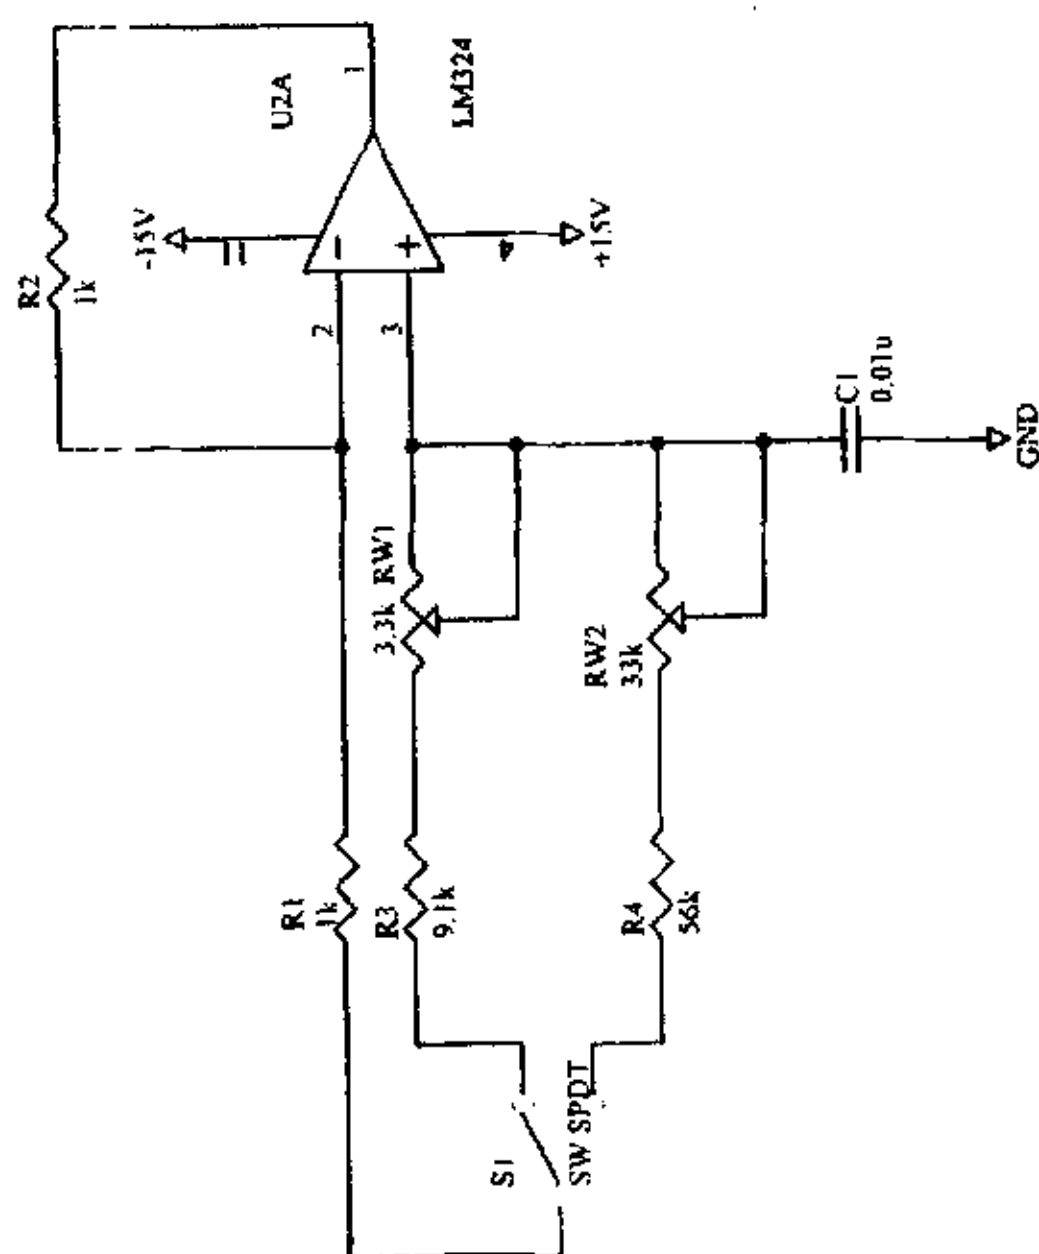 U2A
1
LM324
-15V
11
+15V
4
2
3
R2
1k
R1
1k
RW1
3.3k
R3
9.1k
RW2
33k
R4
56k
C1
0.01u
GND
S1
SW SPDT